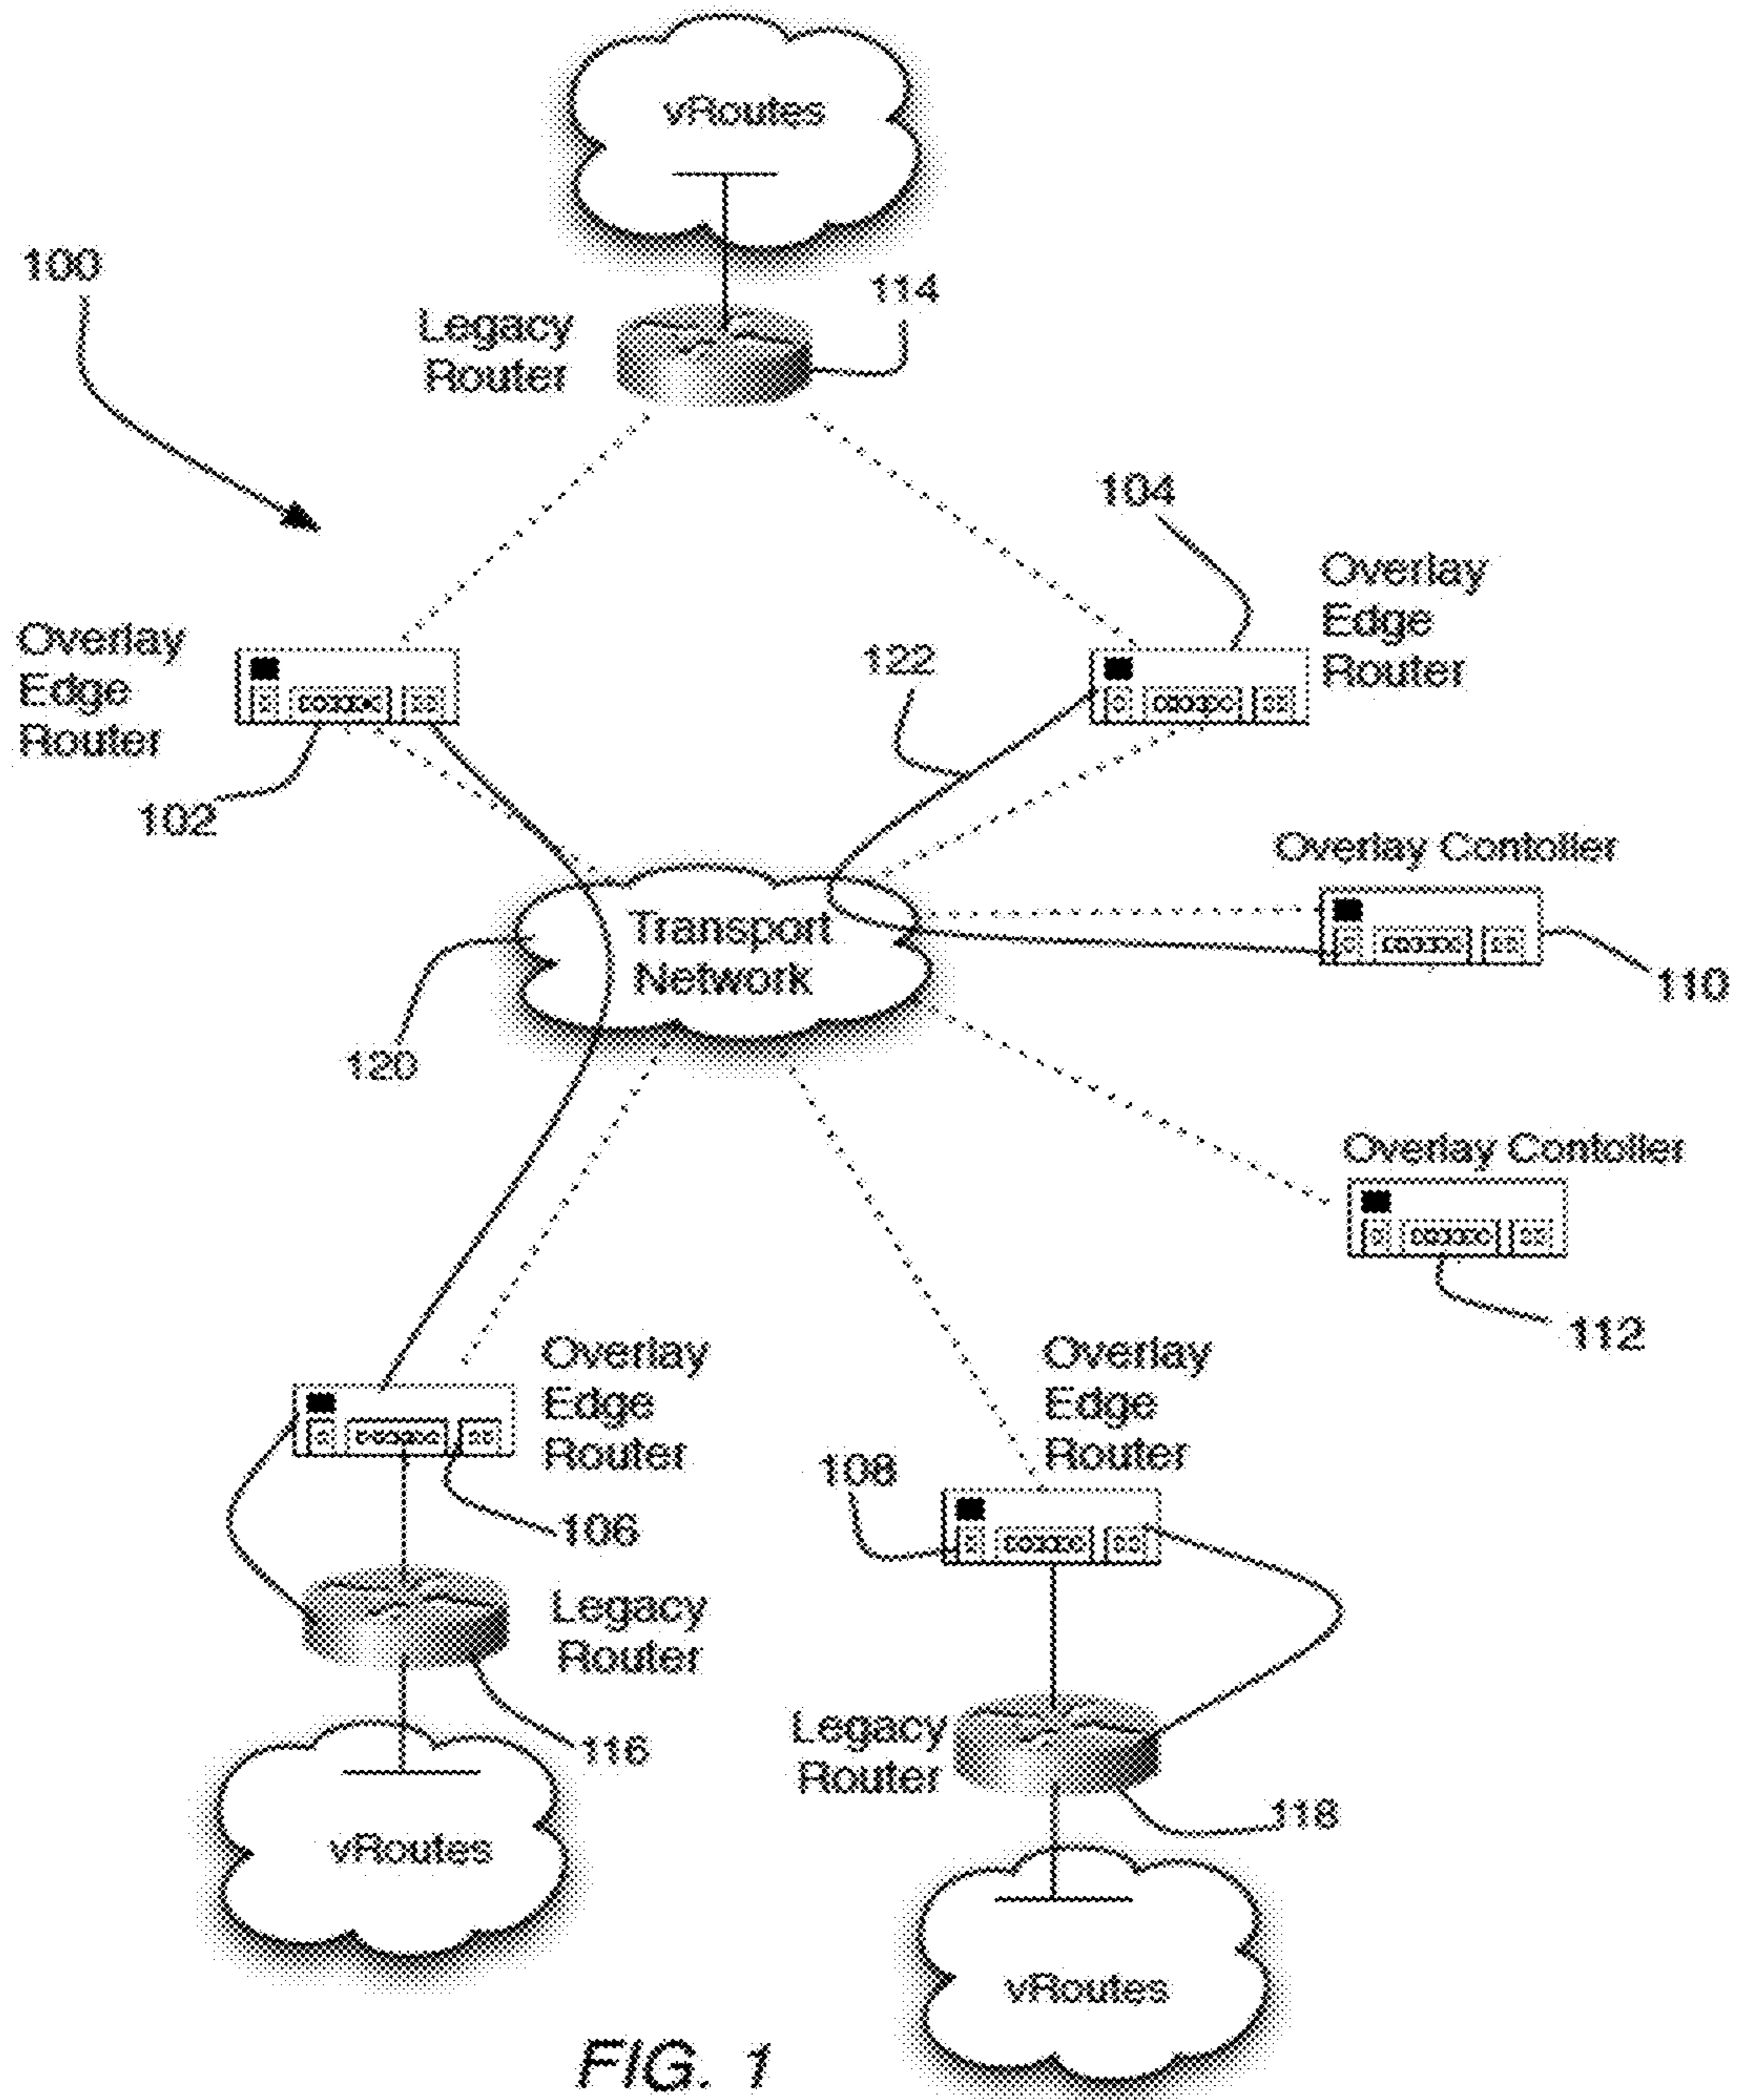 vRoutes
100
114
Legacy
Router
104
Overlay
Edge
Router
Overlay
Edge
Router
122
102
Overlay Contoller
Transport
Network
110
120
Overlay Contoller
112
Overlay
Edge
Router
Overlay
Edge
Router
108
106
Legacy
Router
Legacy
Router
116
118
vRoutes
vRoutes
FIG. 1